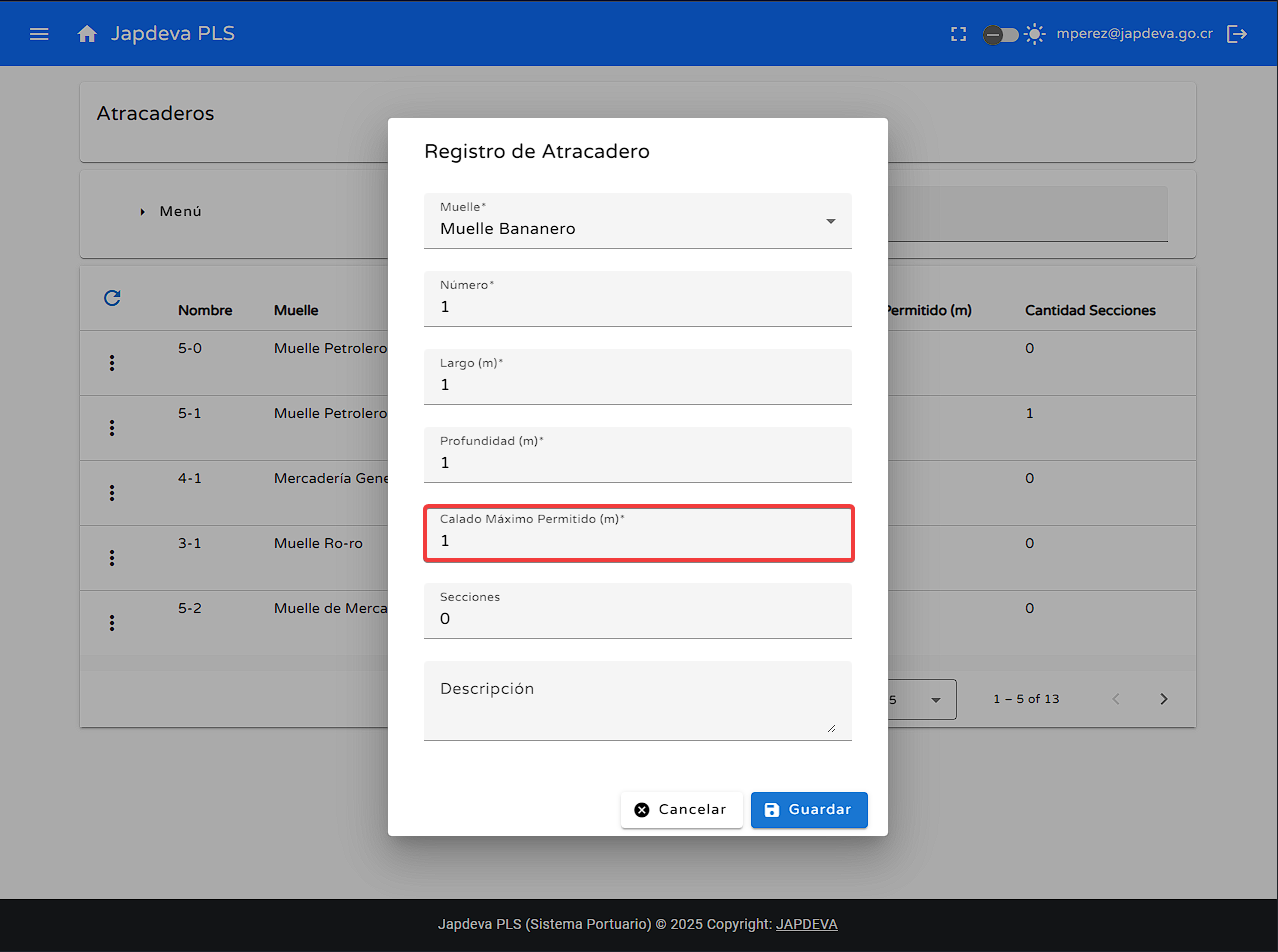 Japdeva PLS
mperez@japdeva.go.cr
Atracaderos
Menú
Nombre Muelle Permitido (m) Cantidad Secciones
5-0 Muelle Petrolero 0
5-1 Muelle Petrolero 1
4-1 Mercadería Gene 0
3-1 Muelle Ro-ro 0
5-2 Muelle de Merca 0
5 1 – 5 of 13
Registro de Atracadero
Muelle*
Muelle Bananero
Número*
1
Largo (m)*
1
Profundidad (m)*
1
Calado Máximo Permitido (m)*
1
Secciones
0
Descripción
Cancelar Guardar
Japdeva PLS (Sistema Portuario) © 2025 Copyright: JAPDEVA